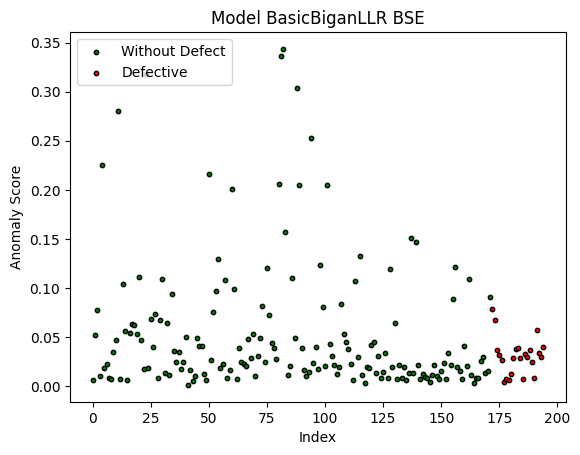 Model BasicBiganLLR BSE
Without Defect
Defective
Anomaly Score
0.35
0.30
0.25
0.20
0.15
0.10
0.05
0.00
0 25 50 75 100 125 150 175 200
Index